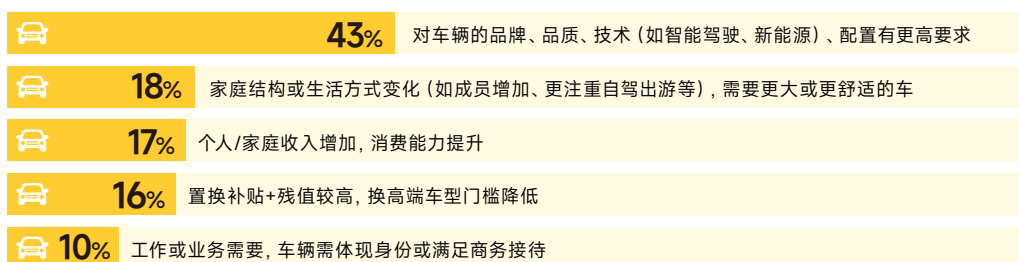 43% 对车辆的品牌、品质、技术（如智能驾驶、新能源）、配置有更高要求
18% 家庭结构或生活方式变化（如成员增加、更注重自驾出游等），需要更大或更舒适的车
17% 个人/家庭收入增加，消费能力提升
16% 置换补贴+残值较高，换高端车型门槛降低
10% 工作或业务需要，车辆需体现身份或满足商务接待